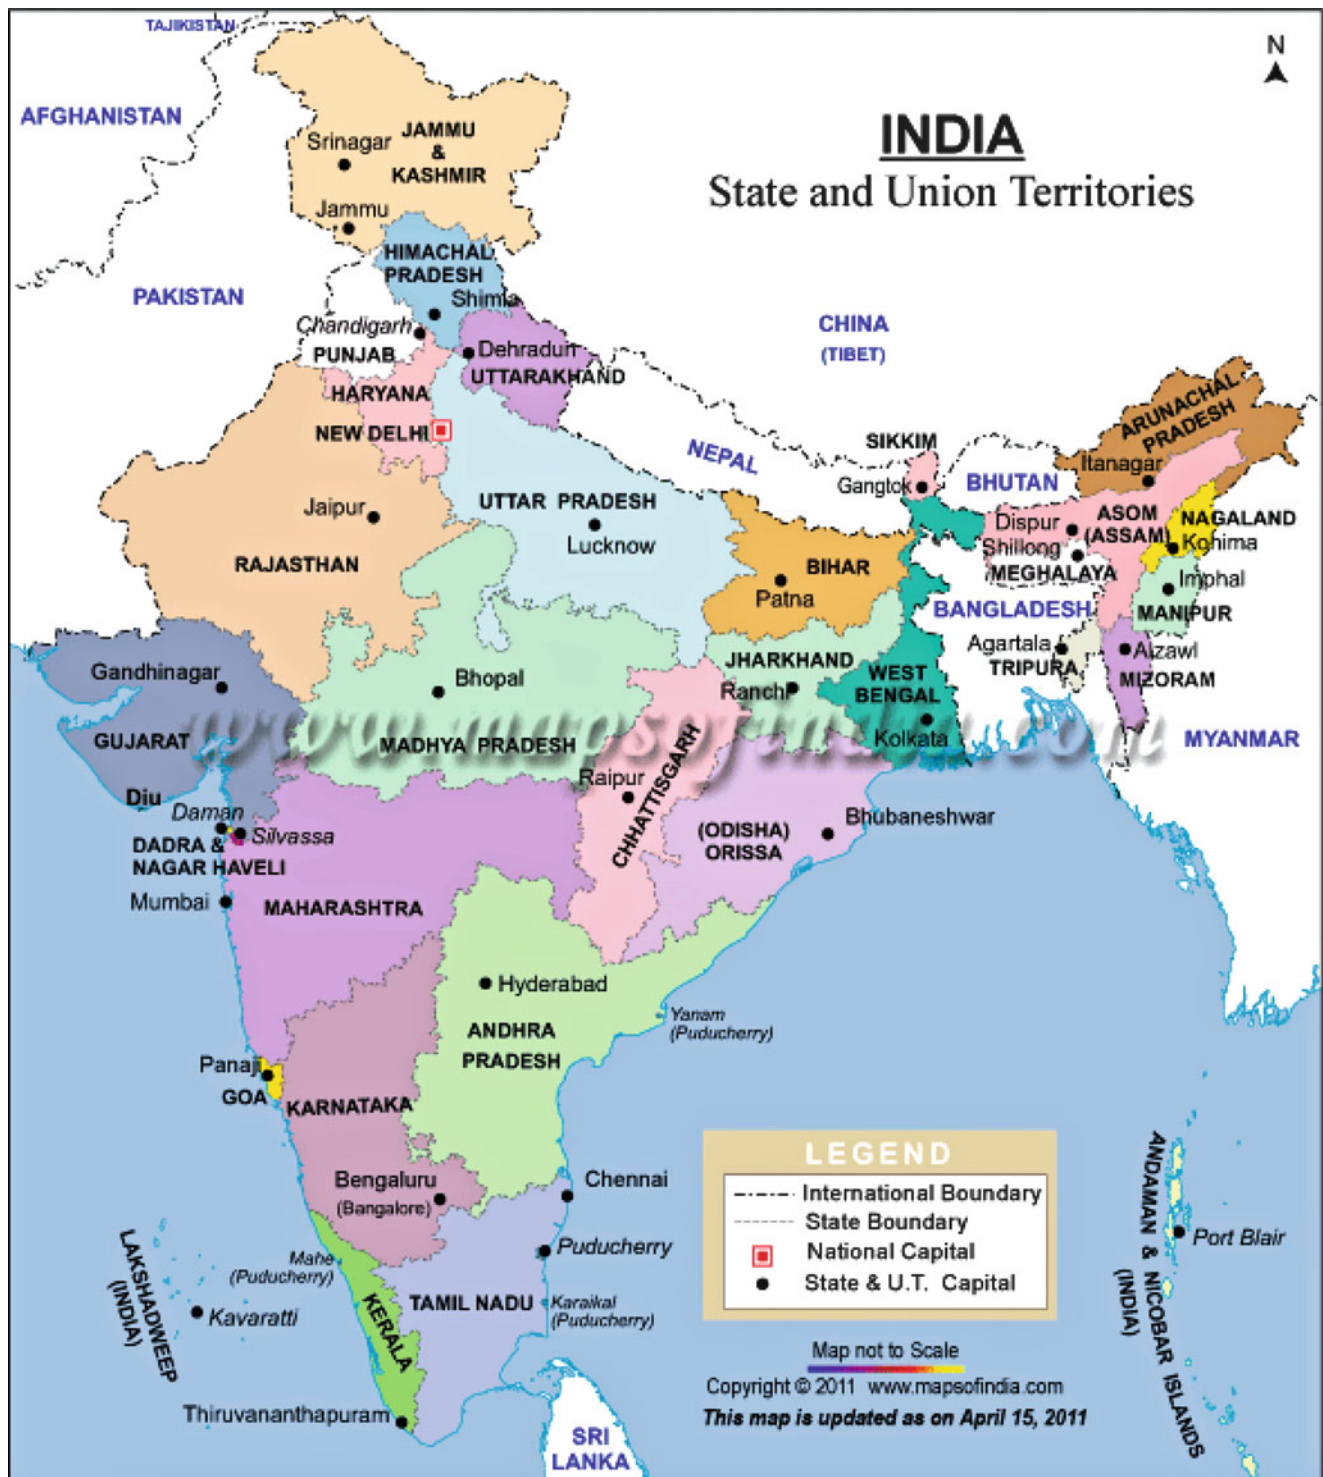 TAJIKISTAN
AFGHANISTAN
N
INDIA
State and Union Territories
JAMMU
&
KASHMIR
Srinagar
Jammu
HIMACHAL
PRADESH
Shimla
PAKISTAN
CHINA
(TIBET)
Chandigarh
PUNJAB
Dehradun
UTTARAKHAND
HARYANA
NEW DELHI
NEPAL
SIKKIM
Gangtok
BHUTAN
ARUNACHAL
PRADESH
Itanagar
UTTAR PRADESH
Lucknow
Jaipur
RAJASTHAN
BIHAR
Patna
Dispur
Shillong
MEGHALAYA
ASOM
(ASSAM)
NAGALAND
Kohima
Imphal
MANIPUR
BANGLADESH
Agartala
TRIPURA
Aizawl
MIZORAM
Gandhinagar
GUJARAT
Bhopal
MADHYA PRADESH
JHARKHAND
Ranchi
WEST
BENGAL
Kolkata
MYANMAR
www.mapsofindia.com
Diu
Daman
Silvassa
DADRA &
NAGAR HAVELI
Mumbai
MAHARASHTRA
Raipur
CHHATTISGARH
(ODISHA)
ORISSA
Bhubaneshwar
Hyderabad
ANDHRA
PRADESH
Yanam
(Puducherry)
Panaji
GOA
KARNATAKA
Bengaluru
(Bangalore)
Chennai
Puducherry
Mahe
(Puducherry)
KERALA
TAMIL NADU
Karaikal
(Puducherry)
LAKSHADWEEP
(INDIA)
Kavaratti
Thiruvananthapuram
SRI
LANKA
ANDAMAN & NICOBAR ISLANDS
(INDIA)
Port Blair
LEGEND
International Boundary
State Boundary
National Capital
State & U.T. Capital
Map not to Scale
Copyright © 2011 www.mapsofindia.com
This map is updated as on April 15, 2011